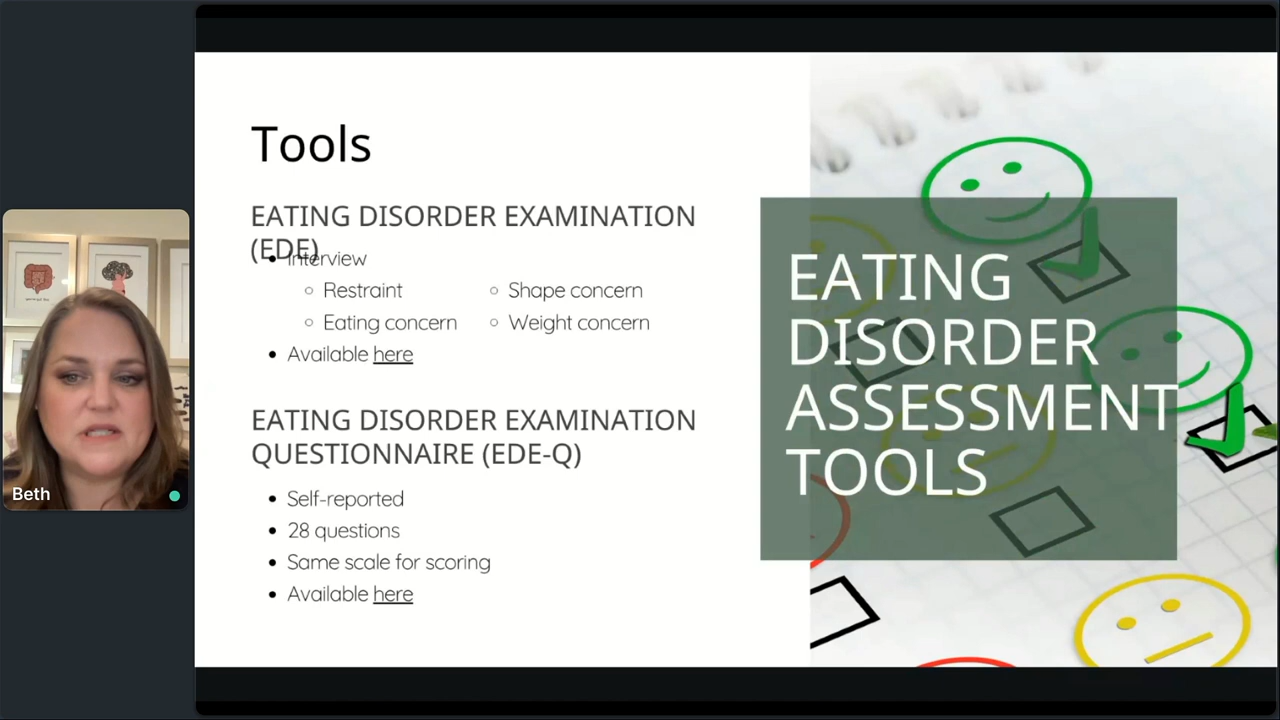 Tools
EATING DISORDER EXAMINATION
(EDE)
Interview
Restraint
Shape concern
Eating concern
Weight concern
Available here
EATING DISORDER EXAMINATION
QUESTIONNAIRE (EDE-Q)
Self-reported
28 questions
Same scale for scoring
Available here
EATING
DISORDER
ASSESSMENT
TOOLS
Beth